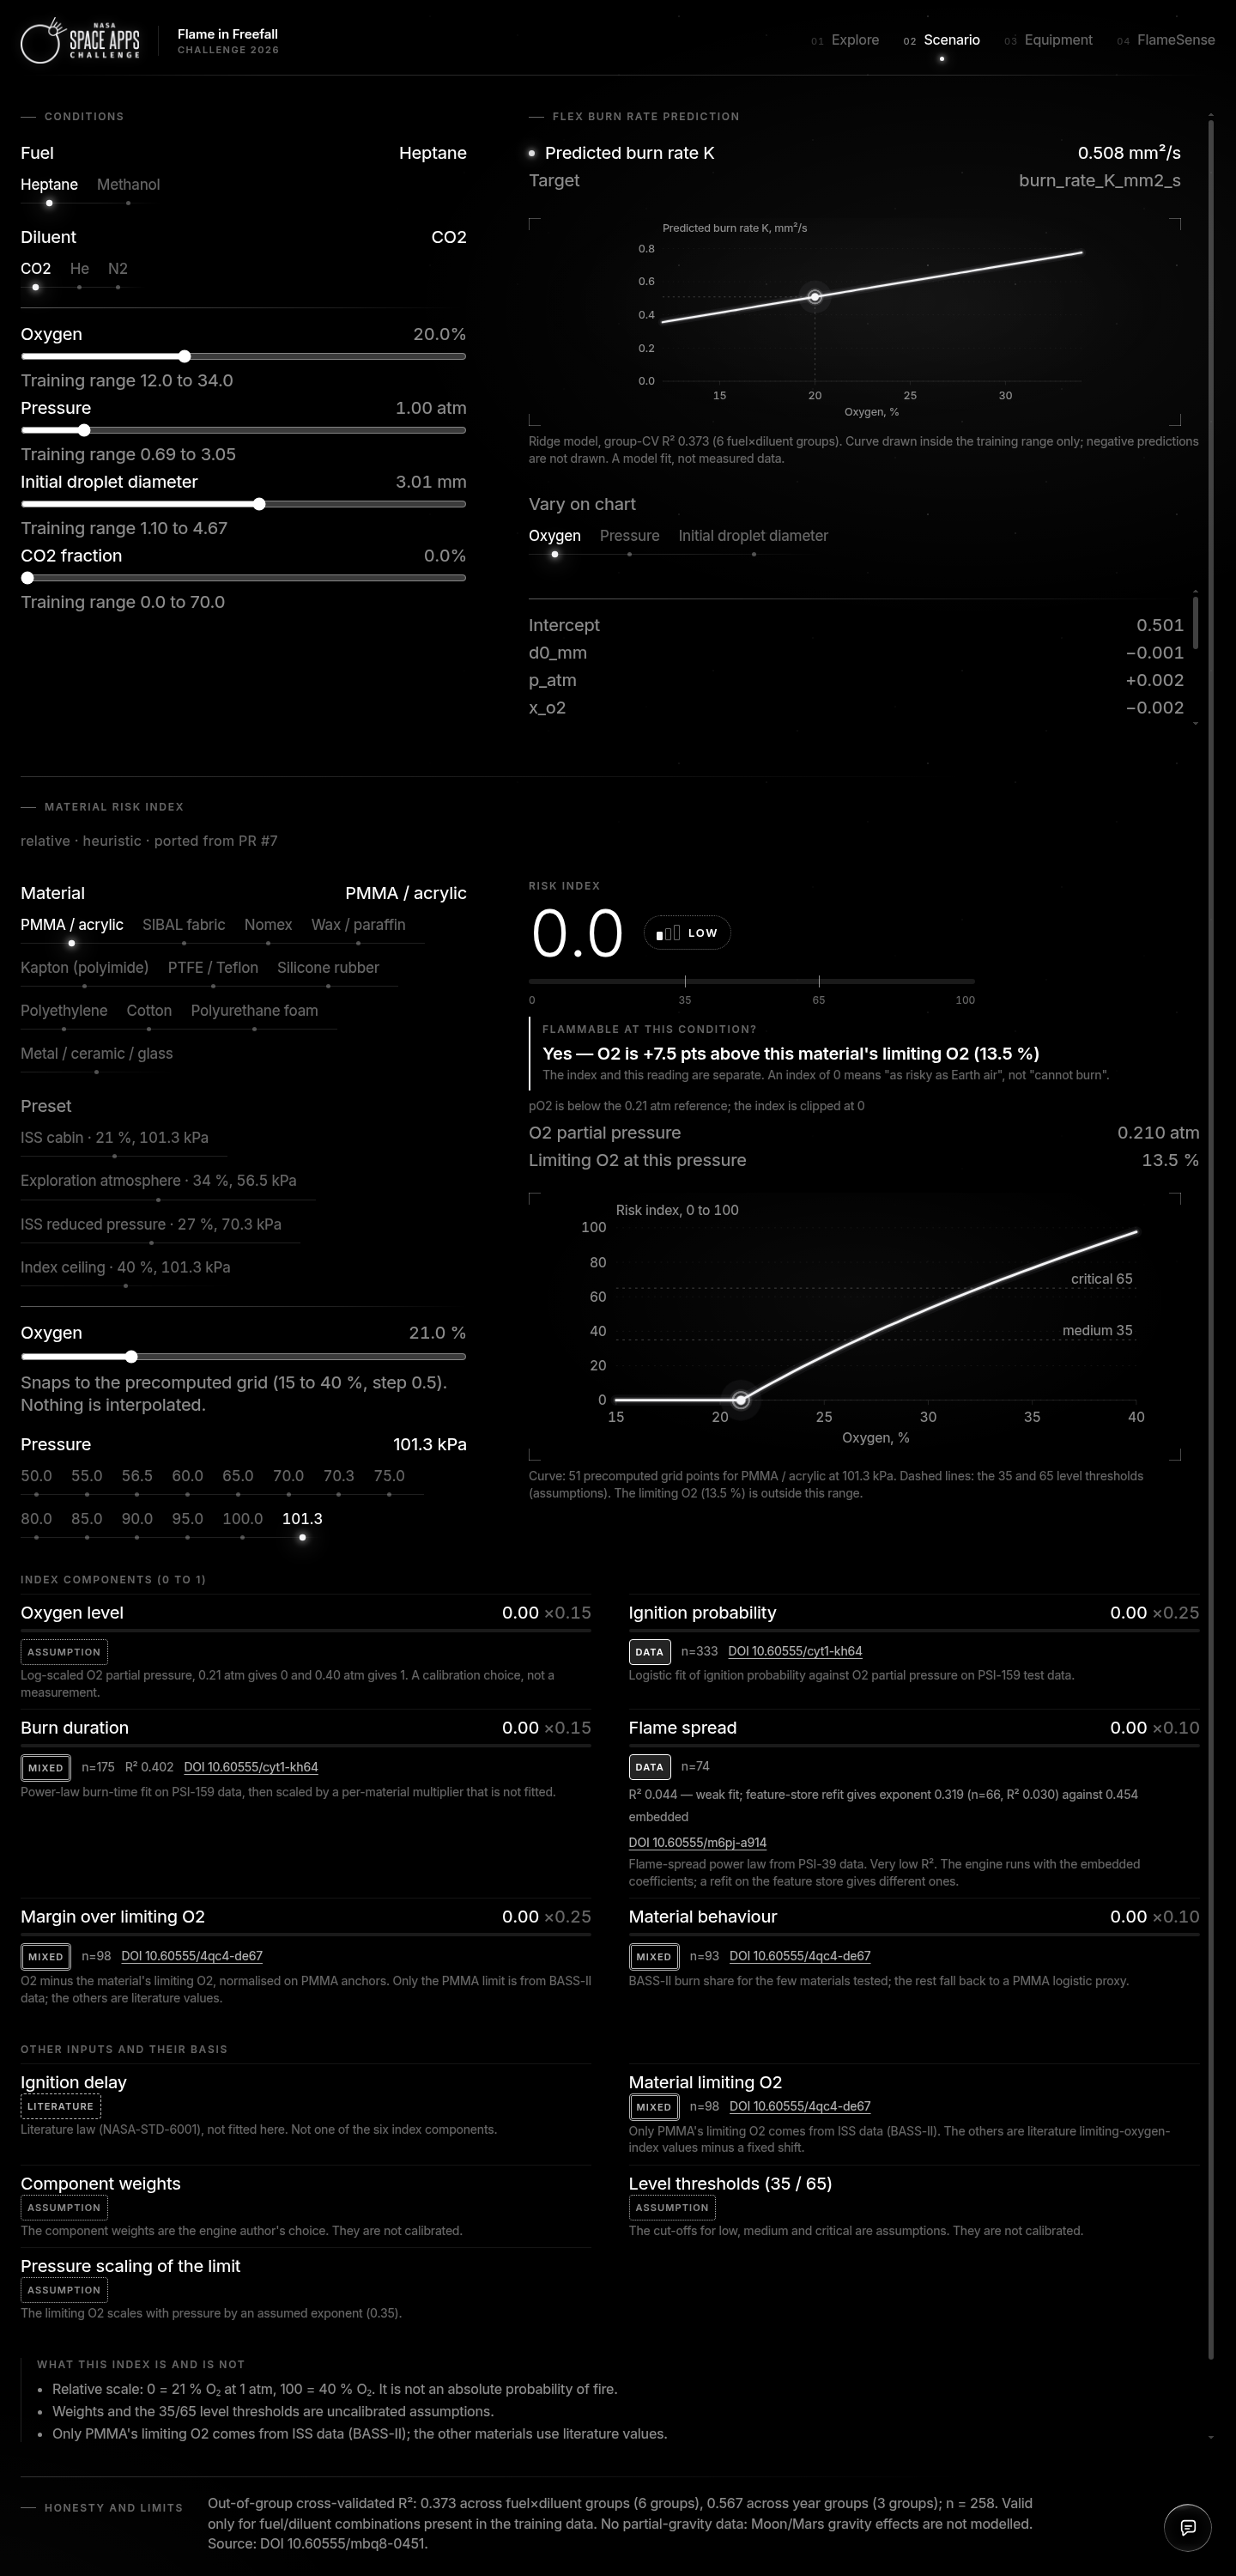 NASA
SPACE APPS
CHALLENGE
Flame in Freefall
CHALLENGE 2026
01 Explore
02 Scenario
03 Equipment
04 FlameSense
CONDITIONS
Fuel Heptane
Heptane Methanol
Diluent CO2
CO2 He N2
Oxygen 20.0%
Training range 12.0 to 34.0
Pressure 1.00 atm
Training range 0.69 to 3.05
Initial droplet diameter 3.01 mm
Training range 1.10 to 4.67
CO2 fraction 0.0%
Training range 0.0 to 70.0
FLEX BURN RATE PREDICTION
Predicted burn rate K 0.508 mm²/s
Target burn_rate_K_mm2_s
Predicted burn rate K, mm²/s
0.8
0.6
0.4
0.2
0.0
15 20 25 30
Oxygen, %
Ridge model, group-CV R² 0.373 (6 fuel×diluent groups). Curve drawn inside the training range only; negative predictions
are not drawn. A model fit, not measured data.
Vary on chart
Oxygen Pressure Initial droplet diameter
Intercept 0.501
d0_mm −0.001
p_atm +0.002
x_o2 −0.002
MATERIAL RISK INDEX
relative · heuristic · ported from PR #7
Material PMMA / acrylic
PMMA / acrylic SIBAL fabric Nomex Wax / paraffin
Kapton (polyimide) PTFE / Teflon Silicone rubber
Polyethylene Cotton Polyurethane foam
Metal / ceramic / glass
Preset
ISS cabin · 21 %, 101.3 kPa
Exploration atmosphere · 34 %, 56.5 kPa
ISS reduced pressure · 27 %, 70.3 kPa
Index ceiling · 40 %, 101.3 kPa
Oxygen 21.0 %
Snaps to the precomputed grid (15 to 40 %, step 0.5).
Nothing is interpolated.
Pressure 101.3 kPa
50.0 55.0 56.5 60.0 65.0 70.0 70.3 75.0
80.0 85.0 90.0 95.0 100.0 101.3
RISK INDEX
0.0 LOW
0 35 65 100
FLAMMABLE AT THIS CONDITION?
Yes — O2 is +7.5 pts above this material's limiting O2 (13.5 %)
The index and this reading are separate. An index of 0 means "as risky as Earth air", not "cannot burn".
pO2 is below the 0.21 atm reference; the index is clipped at 0
O2 partial pressure 0.210 atm
Limiting O2 at this pressure 13.5 %
Risk index, 0 to 100
100
80
critical 65
60
40
medium 35
20
0
15 20 25 30 35 40
Oxygen, %
Curve: 51 precomputed grid points for PMMA / acrylic at 101.3 kPa. Dashed lines: the 35 and 65 level thresholds
(assumptions). The limiting O2 (13.5 %) is outside this range.
INDEX COMPONENTS (0 TO 1)
Oxygen level 0.00 ×0.15
ASSUMPTION
Log-scaled O2 partial pressure, 0.21 atm gives 0 and 0.40 atm gives 1. A calibration choice, not a
measurement.
Ignition probability 0.00 ×0.25
DATA n=333 DOI 10.60555/cyt1-kh64
Logistic fit of ignition probability against O2 partial pressure on PSI-159 test data.
Burn duration 0.00 ×0.15
MIXED n=175 R² 0.402 DOI 10.60555/cyt1-kh64
Power-law burn-time fit on PSI-159 data, then scaled by a per-material multiplier that is not fitted.
Flame spread 0.00 ×0.10
DATA n=74
R² 0.044 — weak fit; feature-store refit gives exponent 0.319 (n=66, R² 0.030) against 0.454
embedded
DOI 10.60555/m6pj-a914
Flame-spread power law from PSI-39 data. Very low R². The engine runs with the embedded
coefficients; a refit on the feature store gives different ones.
Margin over limiting O2 0.00 ×0.25
MIXED n=98 DOI 10.60555/4qc4-de67
O2 minus the material's limiting O2, normalised on PMMA anchors. Only the PMMA limit is from BASS-II
data; the others are literature values.
Material behaviour 0.00 ×0.10
MIXED n=93 DOI 10.60555/4qc4-de67
BASS-II burn share for the few materials tested; the rest fall back to a PMMA logistic proxy.
OTHER INPUTS AND THEIR BASIS
Ignition delay
LITERATURE
Literature law (NASA-STD-6001), not fitted here. Not one of the six index components.
Material limiting O2
MIXED n=98 DOI 10.60555/4qc4-de67
Only PMMA's limiting O2 comes from ISS data (BASS-II). The others are literature limiting-oxygen-
index values minus a fixed shift.
Component weights
ASSUMPTION
The component weights are the engine author's choice. They are not calibrated.
Level thresholds (35 / 65)
ASSUMPTION
The cut-offs for low, medium and critical are assumptions. They are not calibrated.
Pressure scaling of the limit
ASSUMPTION
The limiting O2 scales with pressure by an assumed exponent (0.35).
WHAT THIS INDEX IS AND IS NOT
• Relative scale: 0 = 21 % O₂ at 1 atm, 100 = 40 % O₂. It is not an absolute probability of fire.
• Weights and the 35/65 level thresholds are uncalibrated assumptions.
• Only PMMA's limiting O2 comes from ISS data (BASS-II); the other materials use literature values.
HONESTY AND LIMITS
Out-of-group cross-validated R²: 0.373 across fuel×diluent groups (6 groups), 0.567 across year groups (3 groups); n = 258. Valid
only for fuel/diluent combinations present in the training data. No partial-gravity data: Moon/Mars gravity effects are not modelled.
Source: DOI 10.60555/mbq8-0451.